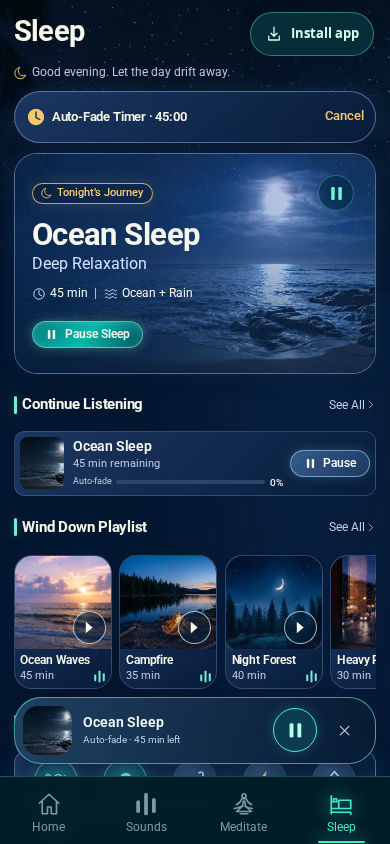 Sleep
Install app
Good evening. Let the day drift away.
Auto-Fade Timer · 45:00
Cancel
Tonight's Journey
Ocean Sleep
Deep Relaxation
45 min | Ocean + Rain
Pause Sleep
Continue Listening
See All
Ocean Sleep
45 min remaining
Auto-fade
0%
Pause
Wind Down Playlist
See All
Ocean Waves
45 min
Campfire
35 min
Night Forest
40 min
Heavy
30 min
Ocean Sleep
Auto-fade · 45 min left
Home
Sounds
Meditate
Sleep